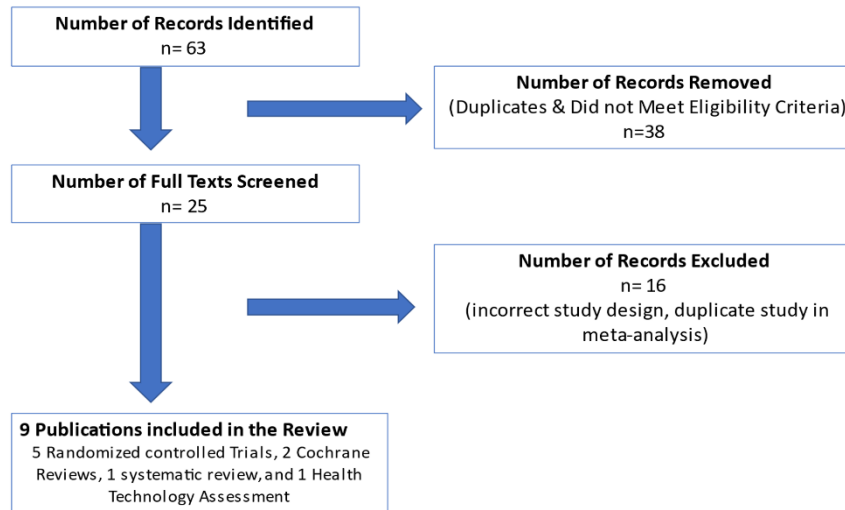 Number of Records Identified
n= 63
Number of Records Removed
(Duplicates & Did not Meet Eligibility Criteria)
n=38
Number of Full Texts Screened
n= 25
Number of Records Excluded
n= 16
(incorrect study design, duplicate study in
meta-analysis)
9 Publications included in the Review
5 Randomized controlled Trials, 2 Cochrane
Reviews, 1 systematic review, and 1 Health
Technology Assessment